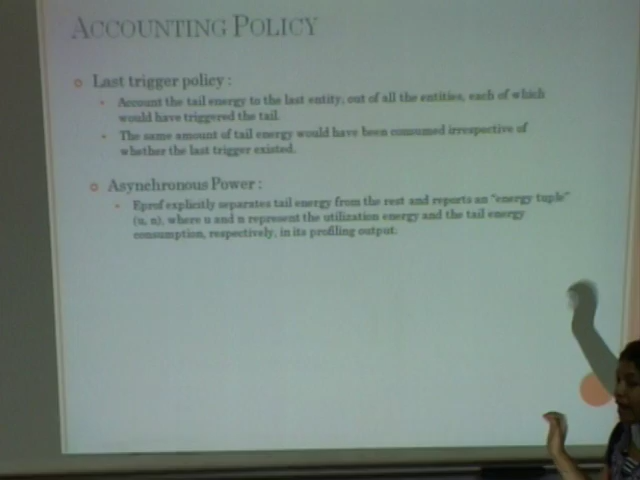 ACCOUNTING POLICY
Last trigger policy :
Account the tail energy to the last entity, out of all the entities, each of which
would have triggered the tail.
The same amount of tail energy would have been consumed irrespective of
whether the last trigger existed.
Asynchronous Power :
Eprof explicitly separates tail energy from the rest and reports an "energy tuple"
(u, n), where u and n represent the utilization energy and the tail energy
consumption, respectively, in its profiling output.